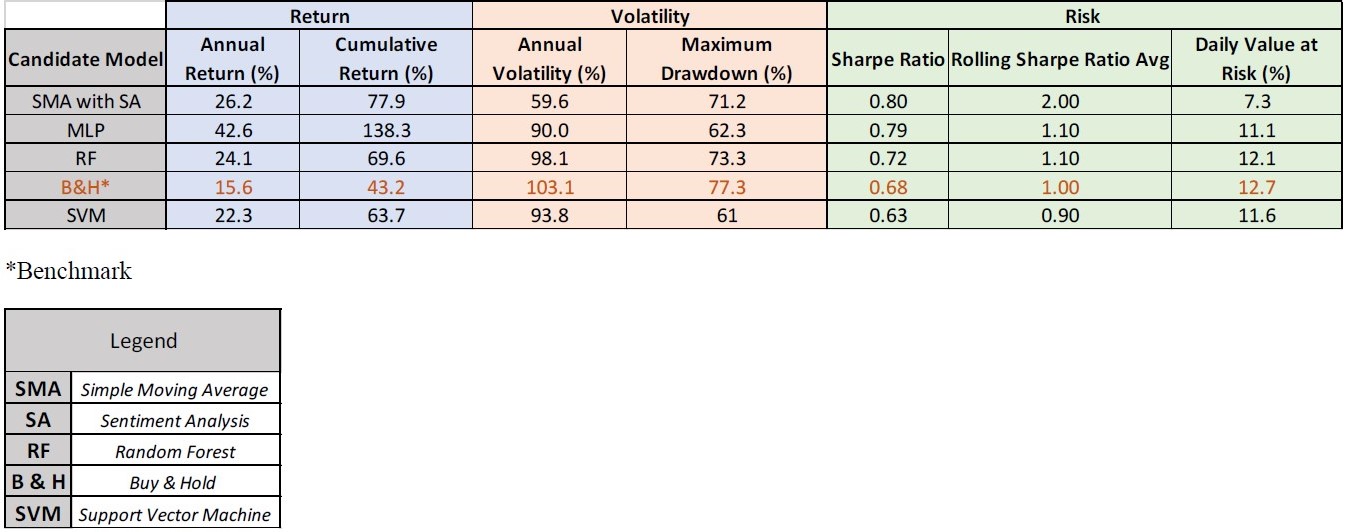 Return Volatility Risk
Candidate Model Annual Return (%) Cumulative Return (%) Annual Volatility (%) Maximum Drawdown (%) Sharpe Ratio Rolling Sharpe Ratio Avg Daily Value at Risk (%)
SMA with SA 26.2 77.9 59.6 71.2 0.80 2.00 7.3
MLP 42.6 138.3 90.0 62.3 0.79 1.10 11.1
RF 24.1 69.6 98.1 73.3 0.72 1.10 12.1
B&H* 15.6 43.2 103.1 77.3 0.68 1.00 12.7
SVM 22.3 63.7 93.8 61 0.63 0.90 11.6
*Benchmark
Legend
SMA Simple Moving Average
SA Sentiment Analysis
RF Random Forest
B & H Buy & Hold
SVM Support Vector Machine